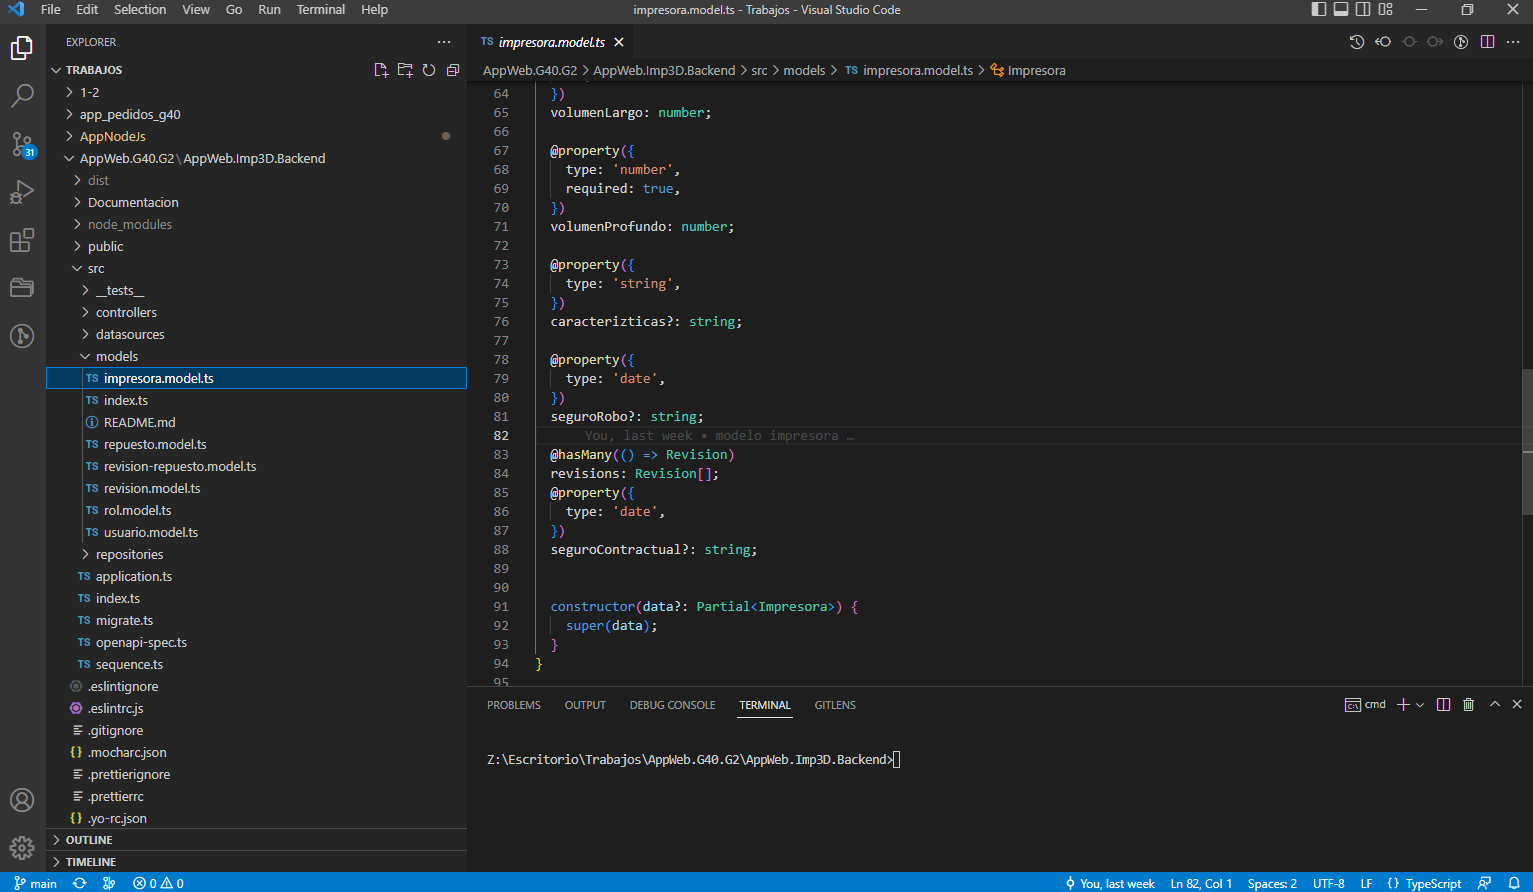 File Edit Selection View Go Run Terminal Help
impresora.model.ts - Trabajos - Visual Studio Code
EXPLORER
TRABAJOS
1-2
app_pedidos_g40
AppNodeJs
AppWeb.G40.G2 \ AppWeb.Imp3D.Backend
dist
Documentacion
node_modules
public
src
__tests__
controllers
datasources
models
TS impresora.model.ts
TS index.ts
README.md
TS repuesto.model.ts
TS revision-repuesto.model.ts
TS revision.model.ts
TS rol.model.ts
TS usuario.model.ts
repositories
TS application.ts
TS index.ts
TS migrate.ts
TS openapi-spec.ts
TS sequence.ts
.eslintignore
.eslintrc.js
.gitignore
{} .mocharc.json
.prettierignore
.prettierrc
{} .yo-rc.json
OUTLINE
TIMELINE
31
TS impresora.model.ts
AppWeb.G40.G2 > AppWeb.Imp3D.Backend > src > models > TS impresora.model.ts > Impresora
64 })
65 volumenLargo: number;
66
67 @property({
68 type: 'number',
69 required: true,
70 })
71 volumenProfundo: number;
72
73 @property({
74 type: 'string',
75 })
76 caracterizticas?: string;
77
78 @property({
79 type: 'date',
80 })
81 seguroRobo?: string;
82 You, last week • modelo impresora …
83 @hasMany(() => Revision)
84 revisions: Revision[];
85 @property({
86 type: 'date',
87 })
88 seguroContractual?: string;
89
90
91 constructor(data?: Partial<Impresora>) {
92 super(data);
93 }
94 }
95
PROBLEMS OUTPUT DEBUG CONSOLE TERMINAL GITLENS
cmd
Z:\Escritorio\Trabajos\AppWeb.G40.G2\AppWeb.Imp3D.Backend>
main 0 0
You, last week Ln 82, Col 1 Spaces: 2 UTF-8 LF {} TypeScript